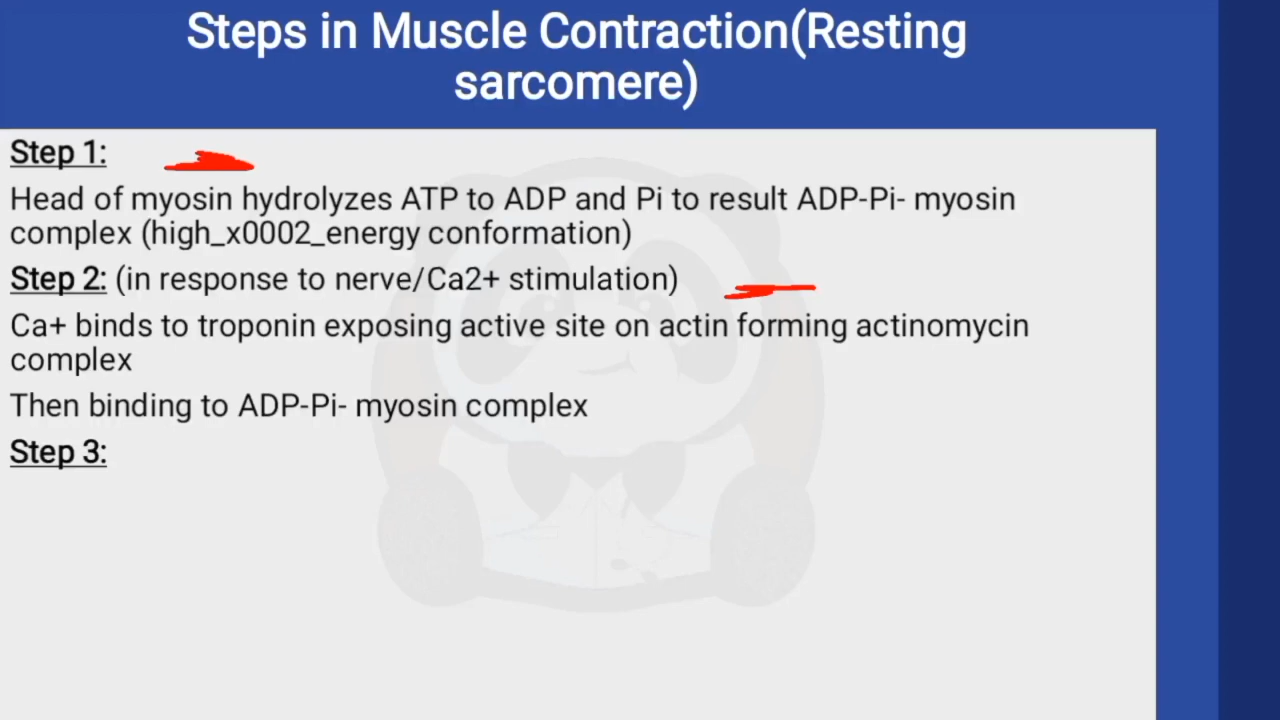 Steps in Muscle Contraction(Resting
sarcomere)
Step 1:
Head of myosin hydrolyzes ATP to ADP and Pi to result ADP-Pi- myosin
complex (high_x0002_energy conformation)
Step 2: (in response to nerve/Ca2+ stimulation)
Ca+ binds to troponin exposing active site on actin forming actinomycin
complex
Then binding to ADP-Pi- myosin complex
Step 3: